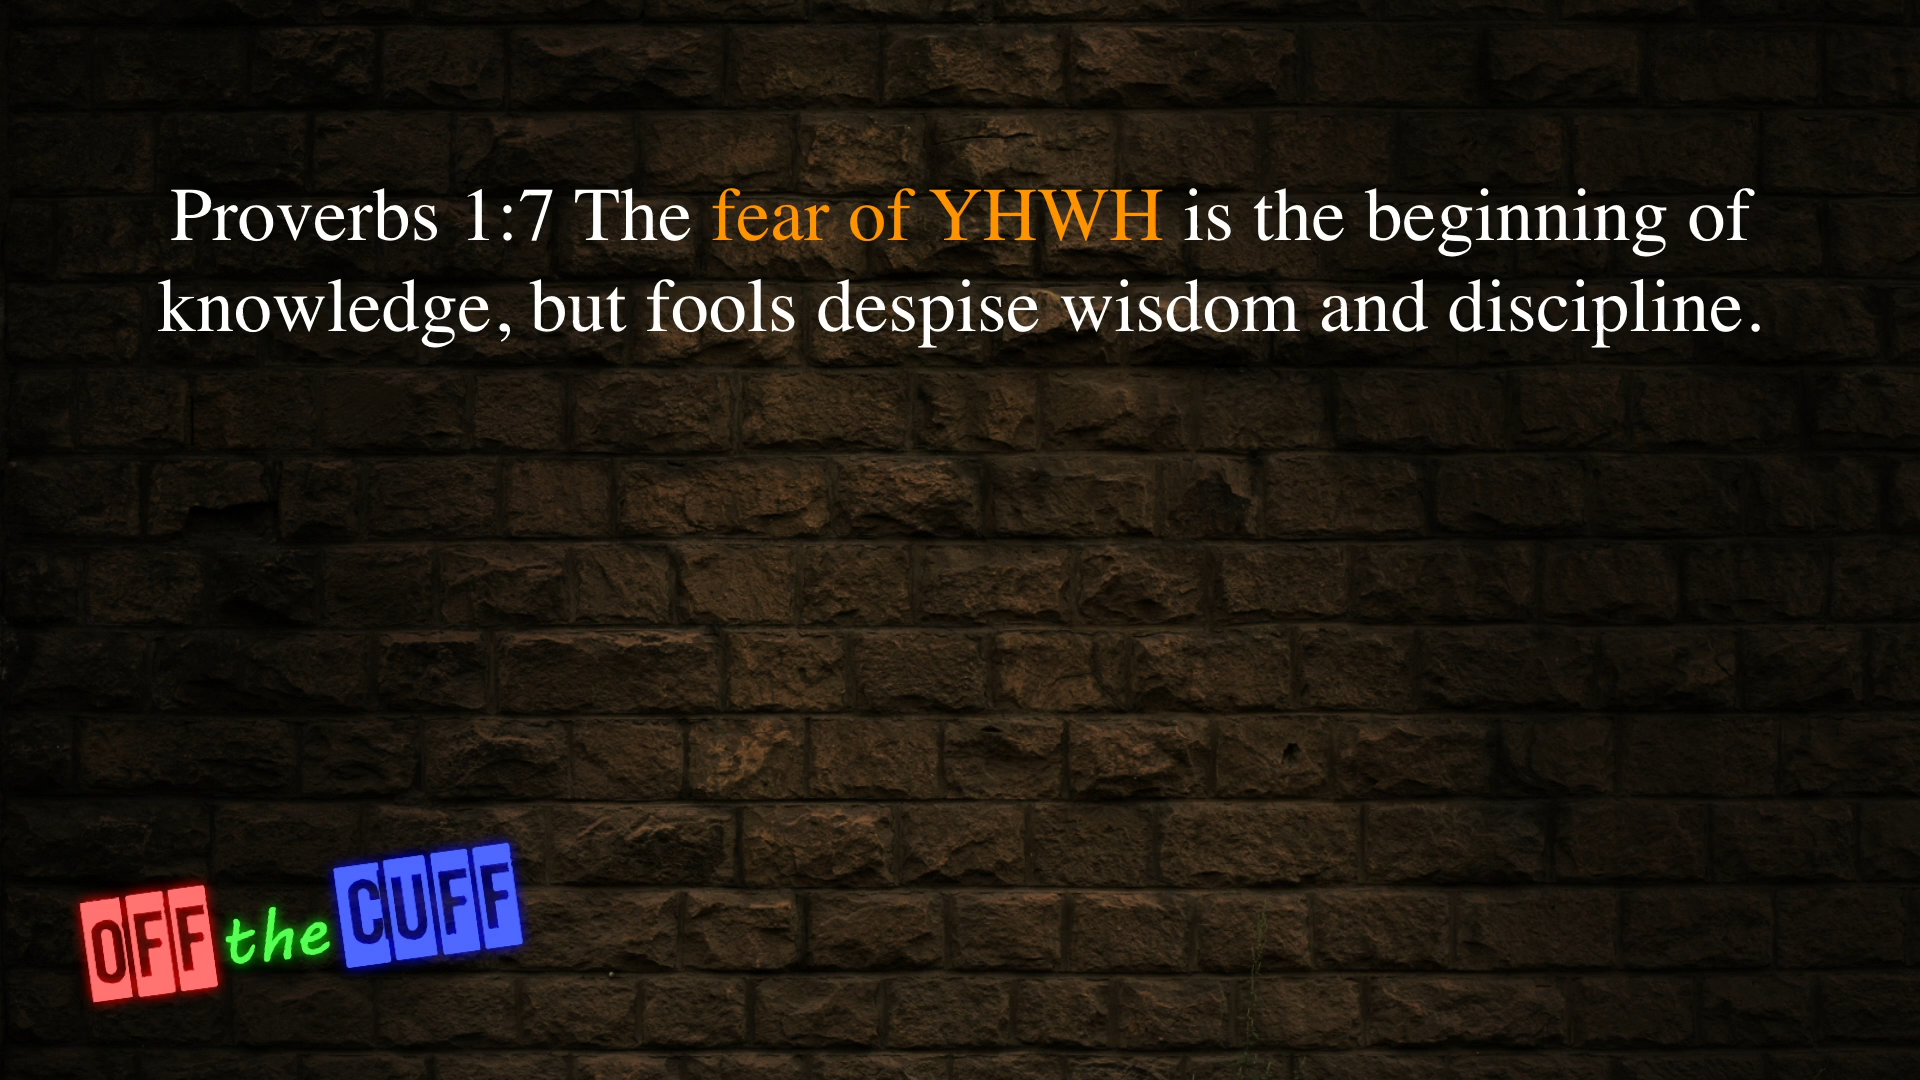 Proverbs 1:7 The fear of YHWH is the beginning of
knowledge, but fools despise wisdom and discipline.
OFF the CUFF